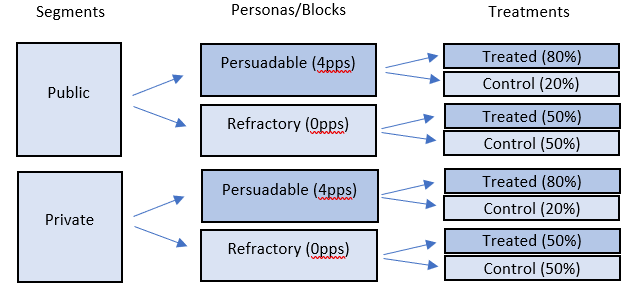 Segments Personas/Blocks Treatments
Public
Persuadable (4pps)
Treated (80%)
Control (20%)
Refractory (0pps)
Treated (50%)
Control (50%)
Private
Persuadable (4pps)
Treated (80%)
Control (20%)
Refractory (0pps)
Treated (50%)
Control (50%)